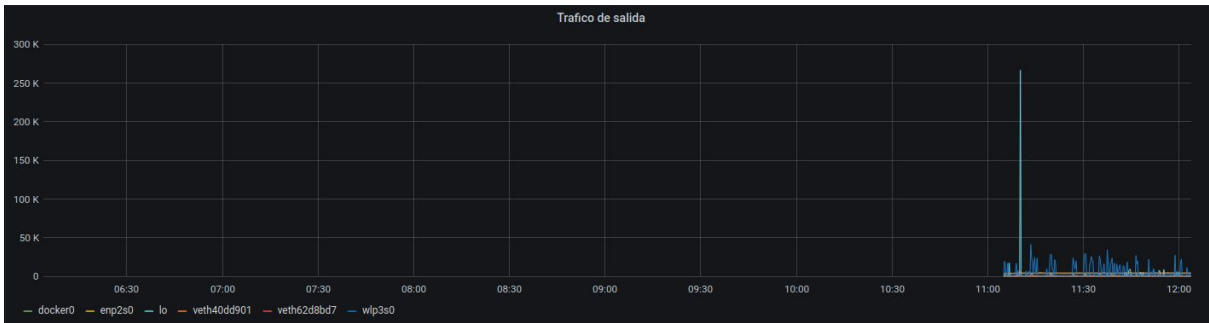 Trafico de salida
300 K
250 K
200 K
150 K
100 K
50 K
0
06:30 07:00 07:30 08:00 08:30 09:00 09:30 10:00 10:30 11:00 11:30 12:00
docker0 enp2s0 lo veth40dd901 veth62d8bd7 wlp3s0